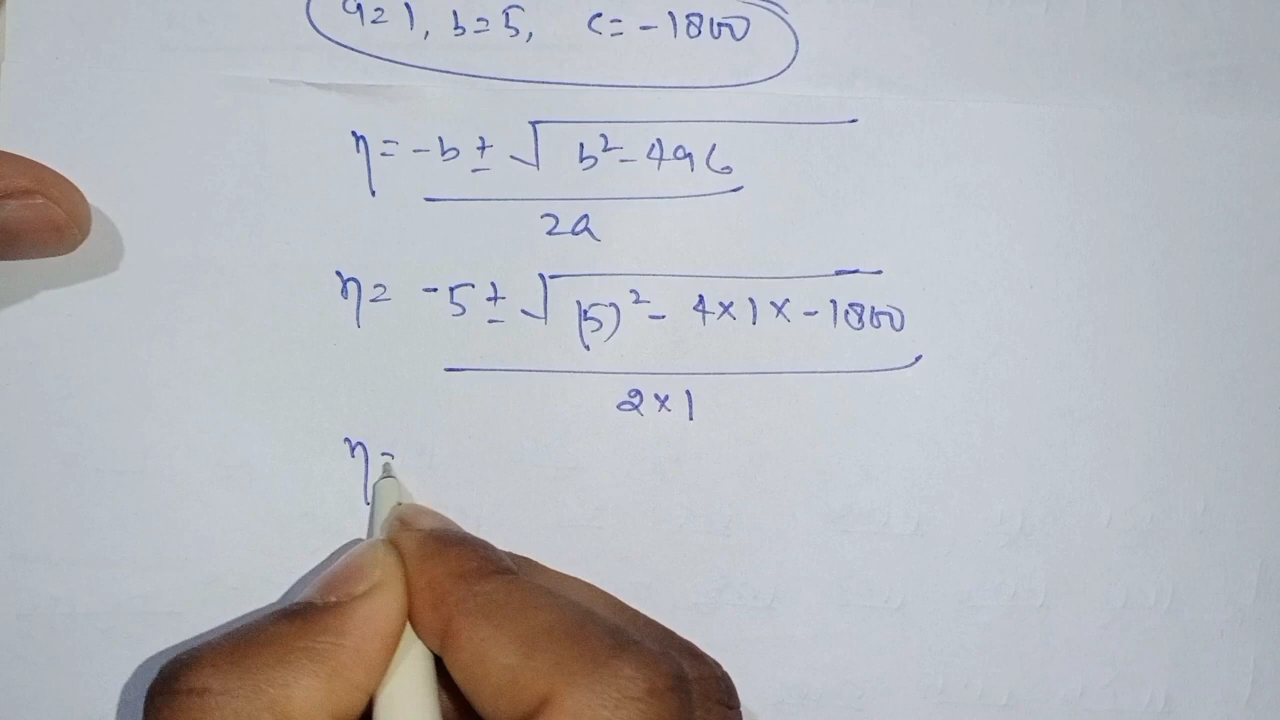 a=1, b=5, c=-1800
η = -b ± √ b² - 4ac
2a
η = -5 ± √ (5)² - 4×1×-1800
2×1
η =